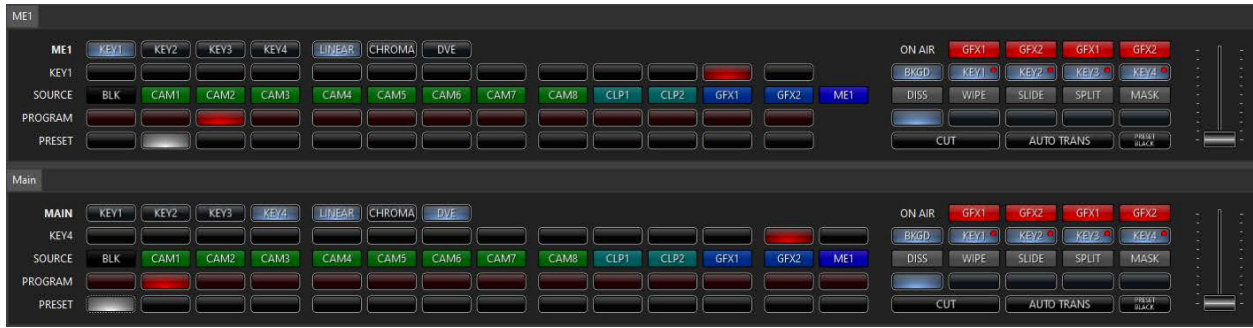 ME1
ME1 KEY1 KEY2 KEY3 KEY4 LINEAR CHROMA DVE ON AIR GFX1 GFX2 GFX1 GFX2
KEY1 BKGD KEY1 KEY2 KEY3 KEY4
SOURCE BLK CAM1 CAM2 CAM3 CAM4 CAM5 CAM6 CAM7 CAM8 CLP1 CLP2 GFX1 GFX2 ME1 DISS WIPE SLIDE SPLIT MASK
PROGRAM
PRESET CUT AUTO TRANS PRESET BLACK
Main
MAIN KEY1 KEY2 KEY3 KEY4 LINEAR CHROMA DVE ON AIR GFX1 GFX2 GFX1 GFX2
KEY4 BKGD KEY1 KEY2 KEY3 KEY4
SOURCE BLK CAM1 CAM2 CAM3 CAM4 CAM5 CAM6 CAM7 CAM8 CLP1 CLP2 GFX1 GFX2 ME1 DISS WIPE SLIDE SPLIT MASK
PROGRAM
PRESET CUT AUTO TRANS PRESET BLACK